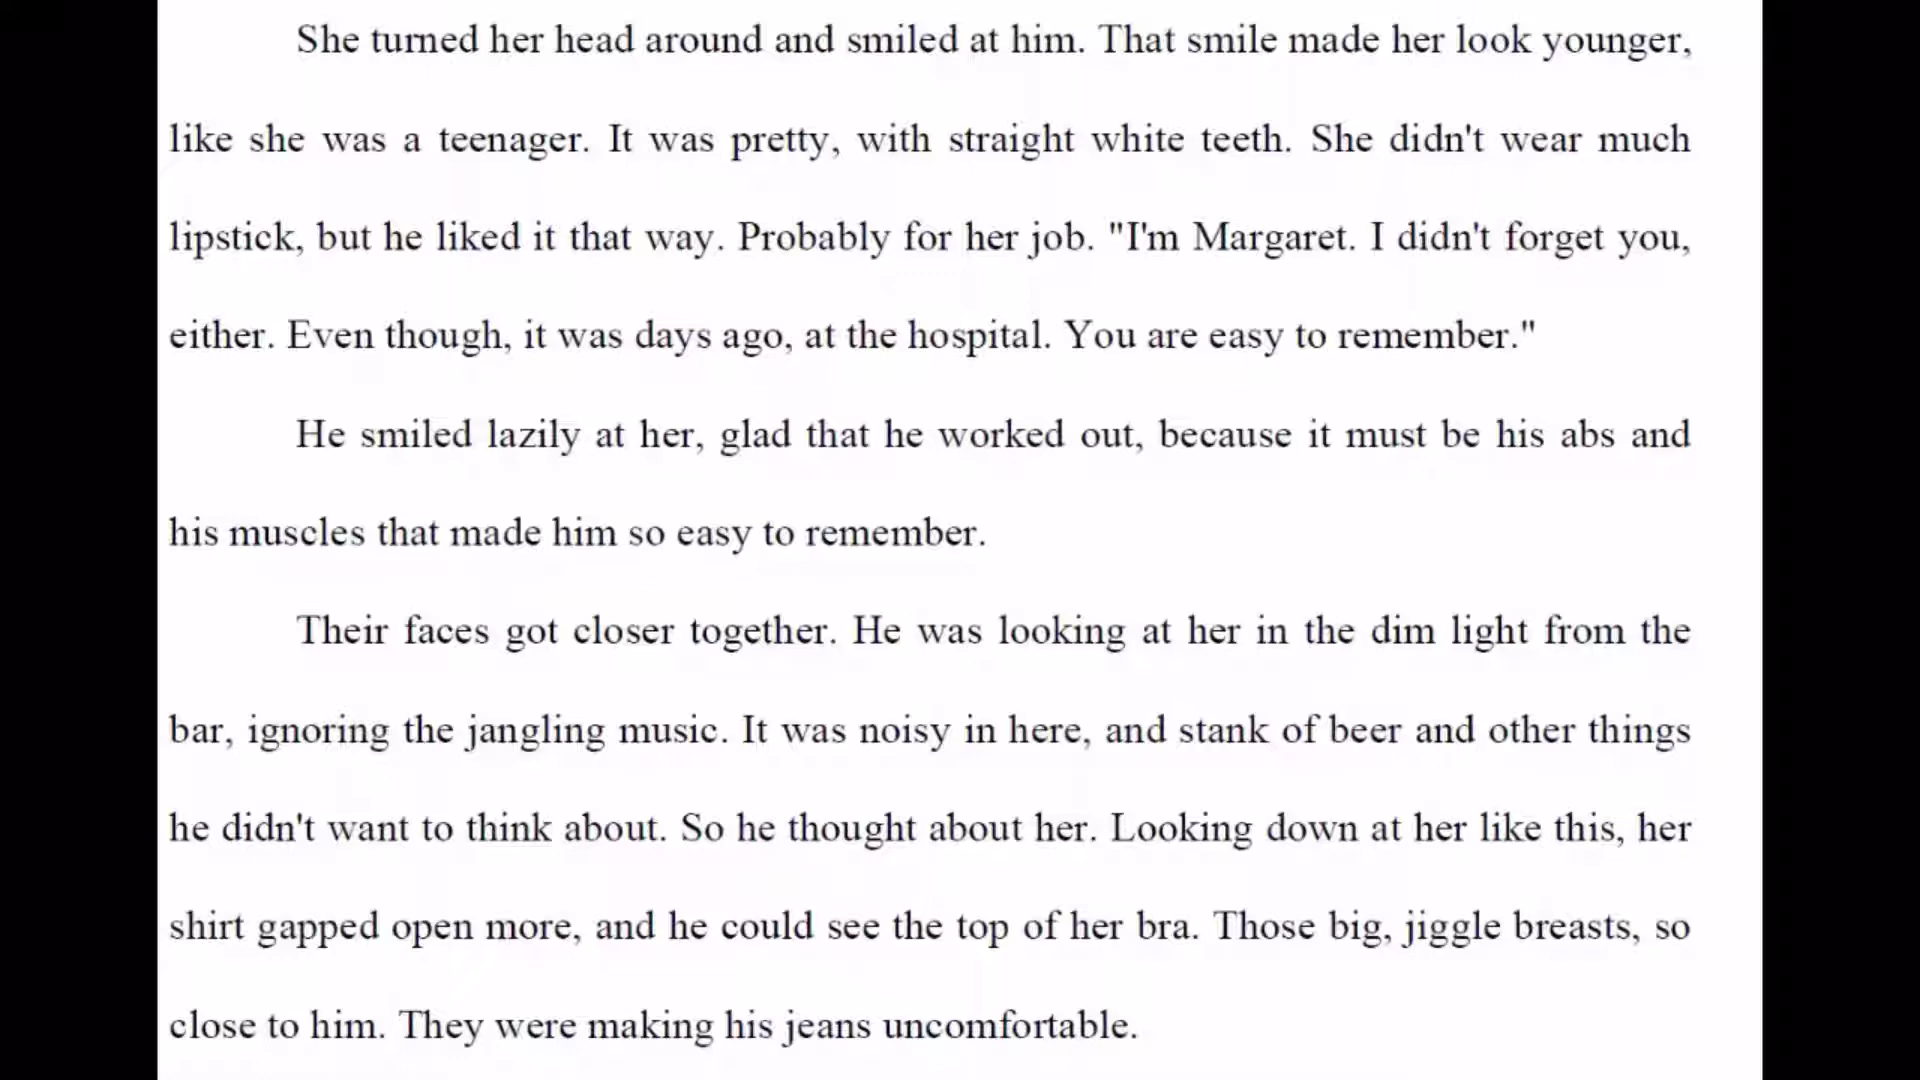 She turned her head around and smiled at him. That smile made her look younger,
like she was a teenager. It was pretty, with straight white teeth. She didn't wear much
lipstick, but he liked it that way. Probably for her job. "I'm Margaret. I didn't forget you,
either. Even though, it was days ago, at the hospital. You are easy to remember."
He smiled lazily at her, glad that he worked out, because it must be his abs and
his muscles that made him so easy to remember.
Their faces got closer together. He was looking at her in the dim light from the
bar, ignoring the jangling music. It was noisy in here, and stank of beer and other things
he didn't want to think about. So he thought about her. Looking down at her like this, her
shirt gapped open more, and he could see the top of her bra. Those big, jiggle breasts, so
close to him. They were making his jeans uncomfortable.